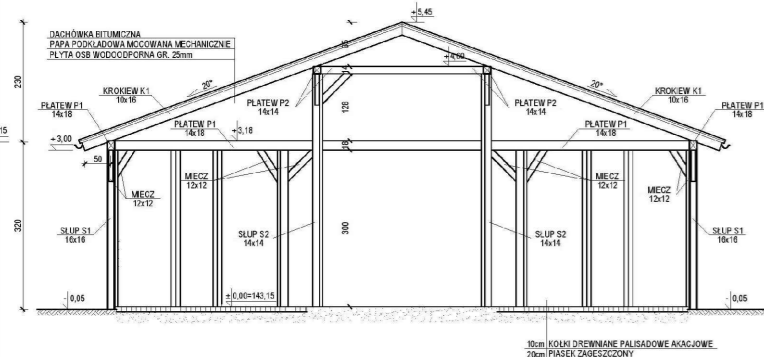 +5,45
DACHÓWKA BITUMICZNA
PAPA PODKŁADOWA MOCOWANA MECHANICZNIE
PŁYTA OSB WODOODPORNA GR. 25mm
+4,60
20°
20°
14
230
KROKIEW K1
10x16
KROKIEW K1
10x16
PŁATEW P2
14x14
PŁATEW P2
14x14
PŁATEW P1
14x18
PŁATEW P1
14x18
128
PŁATEW P1
14x18
+3,18
PŁATEW P1
14x18
15
+3,00
18
50
MIECZ
12x12
MIECZ
12x12
MIECZ
12x12
MIECZ
12x12
320
300
SŁUP S1
16x16
SŁUP S2
14x14
SŁUP S2
14x14
SŁUP S1
16x16
- 0,05
± 0,00=143,15
- 0,05
10cm KOŁKI DREWNIANE PALISADOWE AKACJOWE
20cm PIASEK ZAGĘSZCZONY